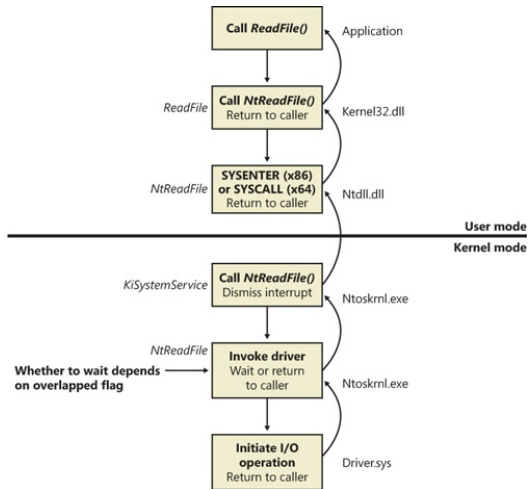 Call ReadFile()
Application
ReadFile
Call NtReadFile()
Return to caller
Kernel32.dll
NtReadFile
SYSENTER (x86)
or SYSCALL (x64)
Return to caller
Ntdll.dll
User mode
Kernel mode
KiSystemService
Call NtReadFile()
Dismiss interrupt
Ntoskrnl.exe
NtReadFile
Whether to wait depends
on overlapped flag
Invoke driver
Wait or return
to caller
Ntoskrnl.exe
Initiate I/O
operation
Return to caller
Driver.sys